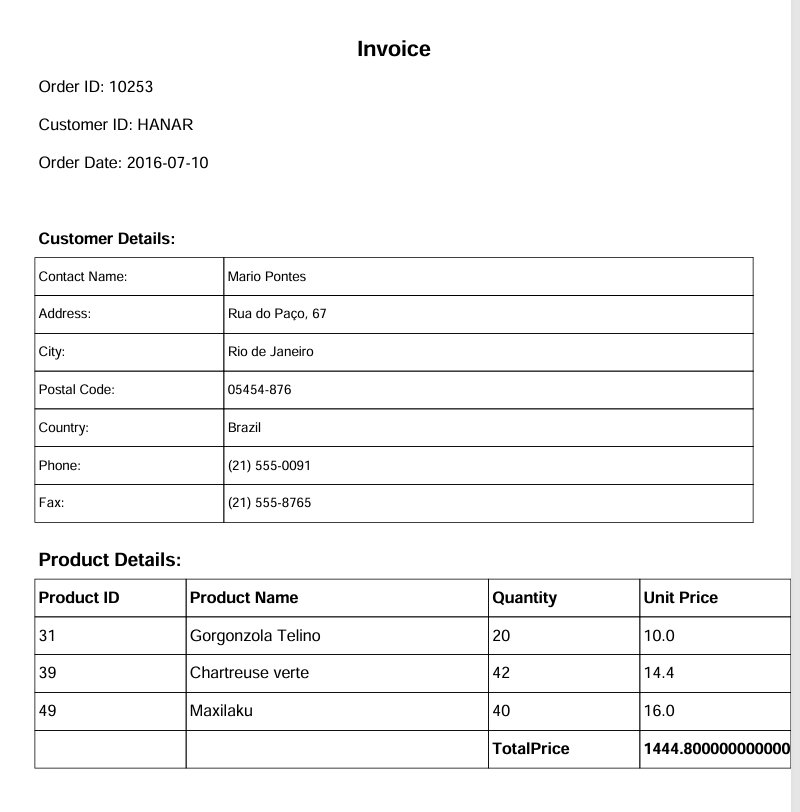 Invoice
Order ID: 10253
Customer ID: HANAR
Order Date: 2016-07-10
Customer Details:
Contact Name: Mario Pontes
Address: Rua do Paço, 67
City: Rio de Janeiro
Postal Code: 05454-876
Country: Brazil
Phone: (21) 555-0091
Fax: (21) 555-8765
Product Details:
Product ID Product Name Quantity Unit Price
31 Gorgonzola Telino 20 10.0
39 Chartreuse verte 42 14.4
49 Maxilaku 40 16.0
TotalPrice 1444.800000000000